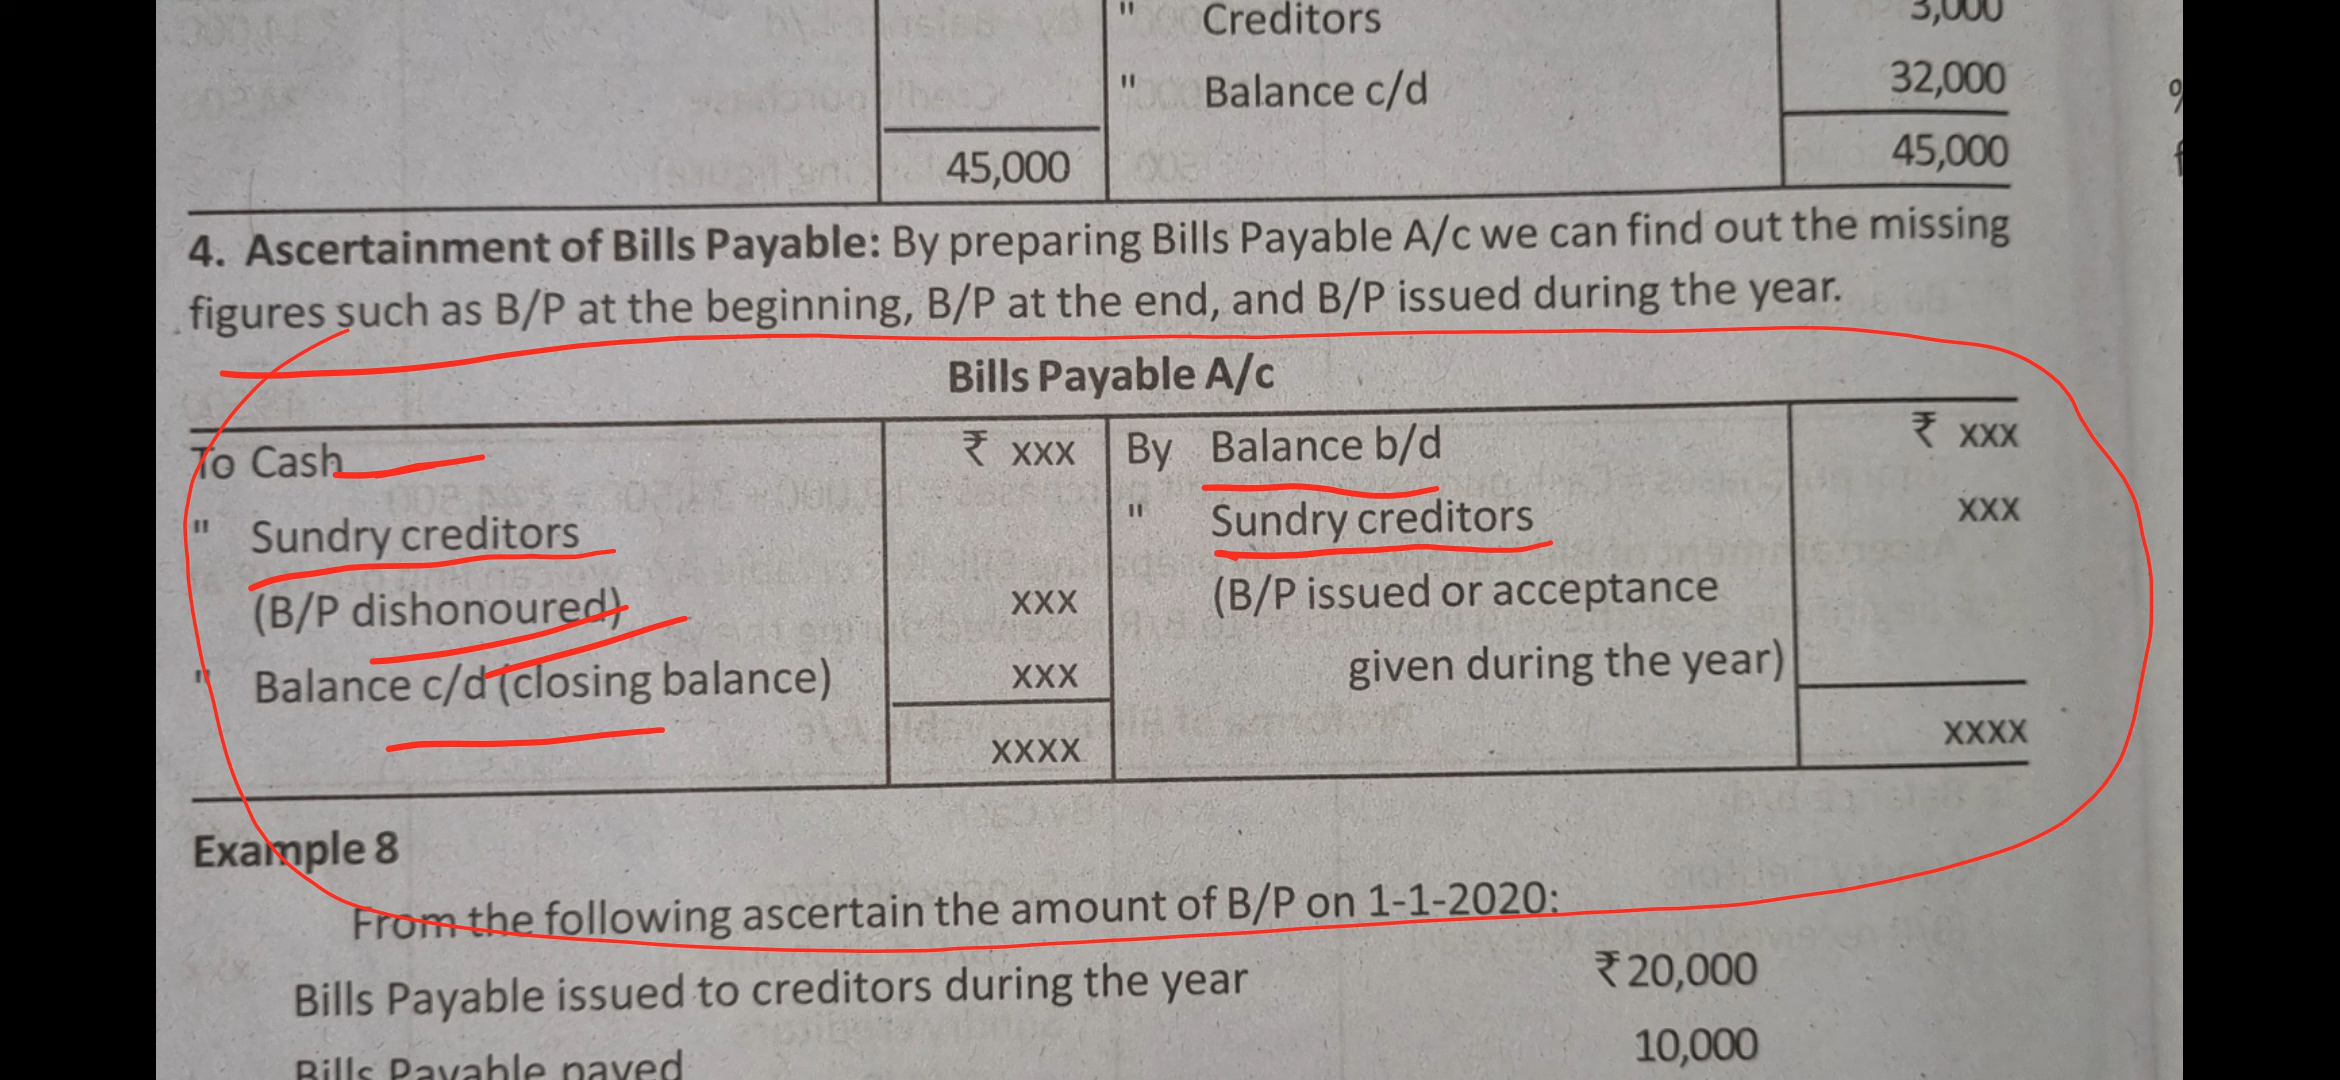 " Creditors 3,000
" Balance c/d 32,000
45,000 45,000
4. Ascertainment of Bills Payable: By preparing Bills Payable A/c we can find out the missing
figures such as B/P at the beginning, B/P at the end, and B/P issued during the year.
Bills Payable A/c
To Cash ₹ xxx By Balance b/d ₹ xxx
" Sundry creditors " Sundry creditors xxx
(B/P dishonoured) xxx (B/P issued or acceptance
" Balance c/d (closing balance) xxx given during the year)
xxxx xxxx
Example 8
From the following ascertain the amount of B/P on 1-1-2020:
Bills Payable issued to creditors during the year ₹ 20,000
Bills Payable payed 10,000